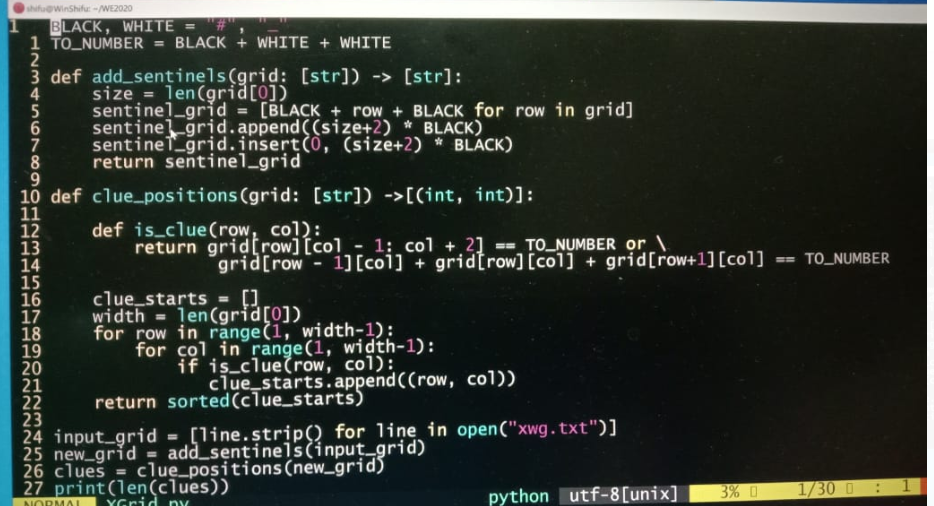 shifu@WinShifu: ~/WE2020
1 BLACK, WHITE = "#", "_"
1 TO_NUMBER = BLACK + WHITE + WHITE
2
3 def add_sentinels(grid: [str]) -> [str]:
4     size = len(grid[0])
5     sentinel_grid = [BLACK + row + BLACK for row in grid]
6     sentinel_grid.append((size+2) * BLACK)
7     sentinel_grid.insert(0, (size+2) * BLACK)
8     return sentinel_grid
9
10 def clue_positions(grid: [str]) ->[(int, int)]:
11
12     def is_clue(row, col):
13         return grid[row][col - 1: col + 2] == TO_NUMBER or \
14                 grid[row - 1][col] + grid[row][col] + grid[row+1][col] == TO_NUMBER
15
16     clue_starts = []
17     width = len(grid[0])
18     for row in range(1, width-1):
19         for col in range(1, width-1):
20             if is_clue(row, col):
21                 clue_starts.append((row, col))
22     return sorted(clue_starts)
23
24 input_grid = [line.strip() for line in open("xwg.txt")]
25 new_grid = add_sentinels(input_grid)
26 clues = clue_positions(new_grid)
27 print(len(clues))
NORMAL XGrid.py python utf-8[unix] 3% 1/30 : 1